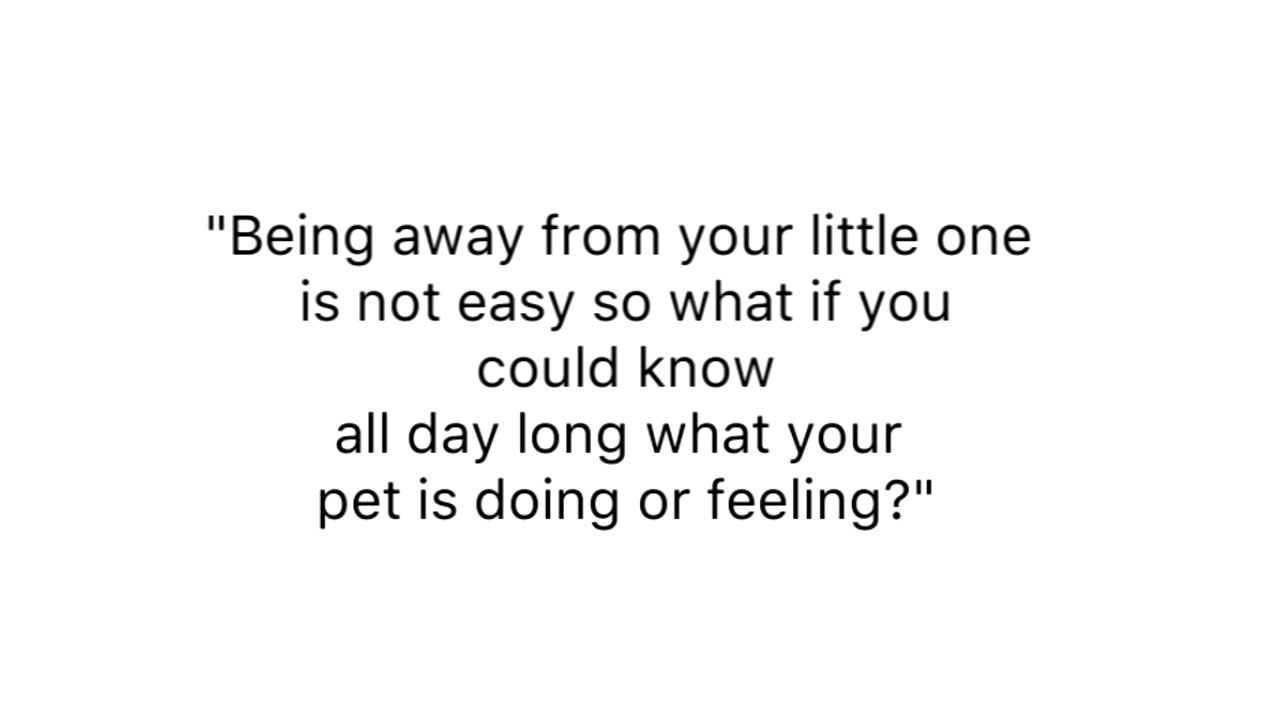 "Being away from your little one
is not easy so what if you
could know
all day long what your
pet is doing or feeling?"